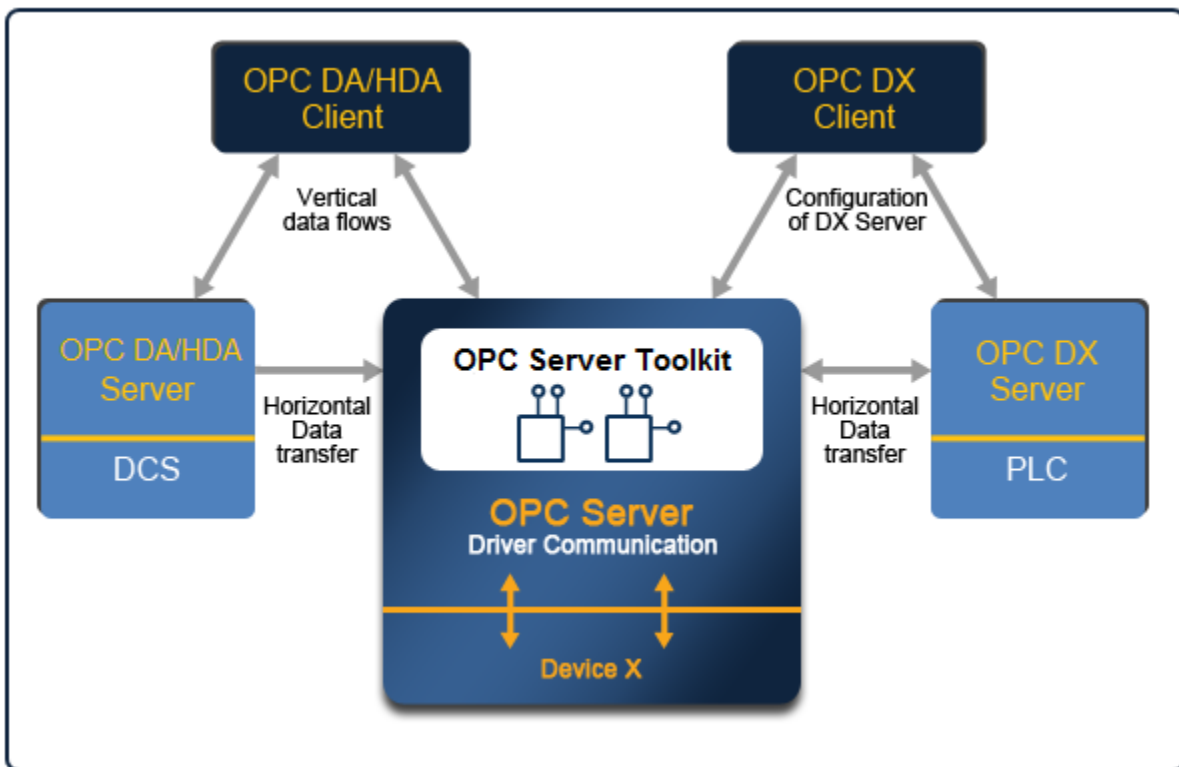 OPC DA/HDA
Client
OPC DX
Client
Vertical
data flows
Configuration
of DX Server
OPC DA/HDA
Server
DCS
Horizontal
Data
transfer
OPC Server Toolkit
OPC Server
Driver Communication
Device X
Horizontal
Data
transfer
OPC DX
Server
PLC